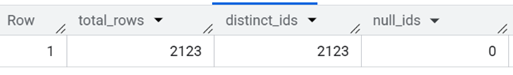 Row total_rows distinct_ids null_ids
1 2123 2123 0